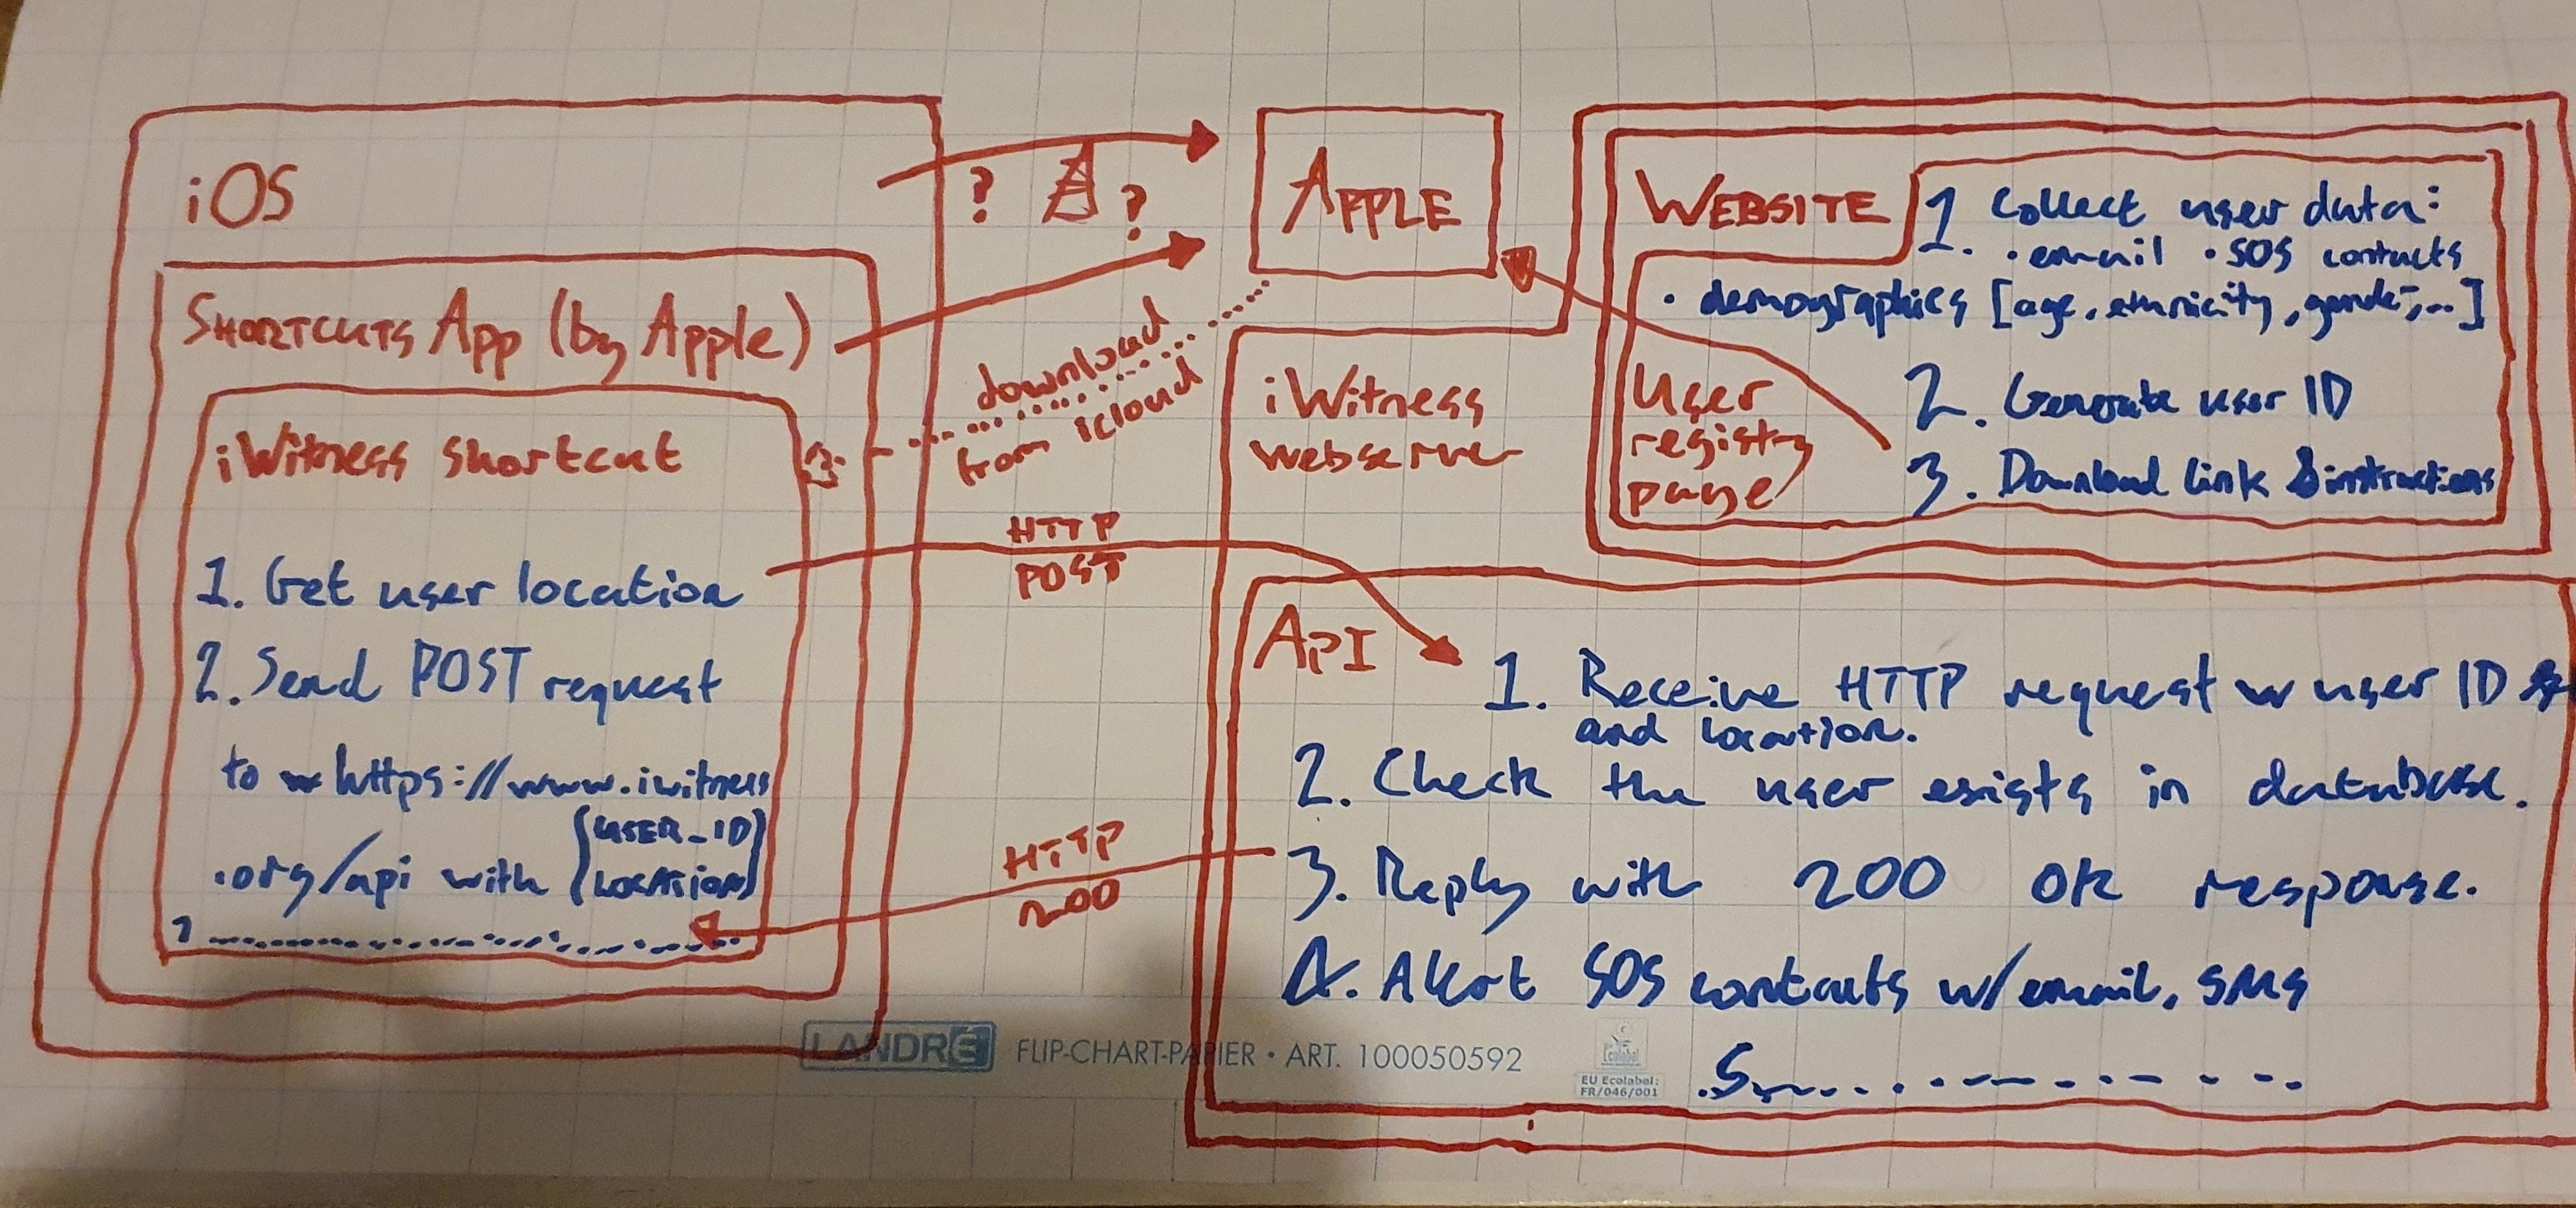 iOS
Shortcuts App (by Apple)
iWitness shortcut
1. Get user location
2. Send POST request
to https://www.iwitness
.org/api with {USER_ID
LOCATION}
? ?
download
from icloud
HTTP
POST
HTTP
200
APPLE
WEBSITE
1. Collect user data:
• email • SOS contacts
• demographics [age, ethnicity, gender, ...]
2. Generate user ID
3. Download link & instructions
User
registry
page
iWitness
webserver
API
1. Receive HTTP request w user ID
and location.
2. Check the user exists in database.
3. Reply with 200 OK response.
4. Alert SOS contacts w/email, SMS
5.
LANDRÉ FLIP-CHART-PAPIER • ART. 100050592
Ecolabel
EU Ecolabel:
FR/046/001